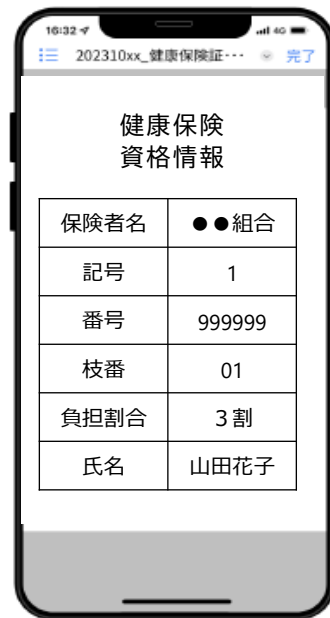 16:32
4G
202310xx_健康保険証･･･
完了
健康保険
資格情報
保険者名 ●●組合
記号 1
番号 999999
枝番 01
負担割合 3割
氏名 山田花子